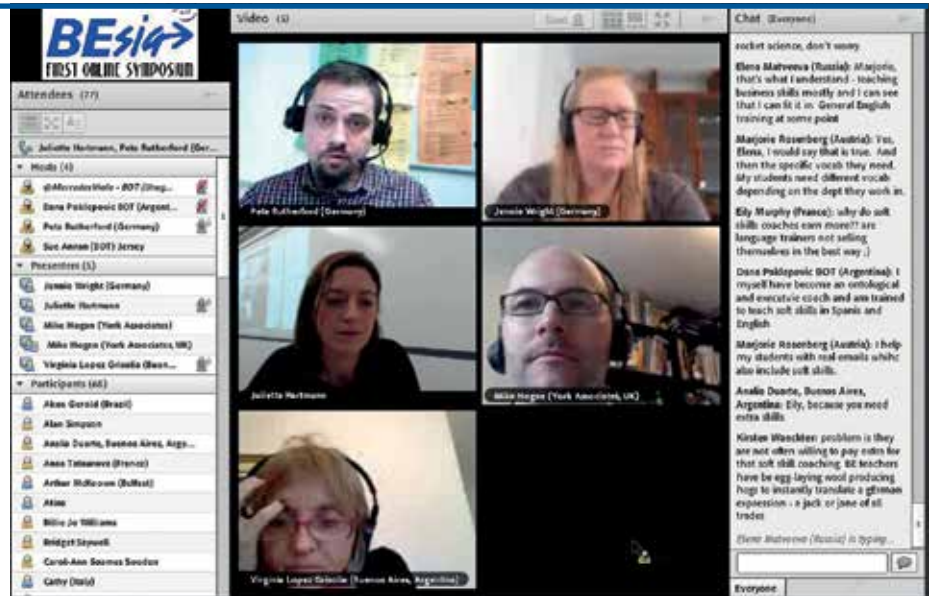 BEsig
FIRST ONLINE SYMPOSIUM
Attendees (77)
Juliette Hartmann, Pete Rutherford (Ger...
Hosts (4)
Dana Poklepovic BOT (Argent...
Pete Rutherford (Germany)
Sue Annan (BOT) Jersey
Presenters (5)
Jennie Wright (Germany)
Juliette Hartmann
Mike Hogan (York Associates)
Mike Hogan (York Associates, UK)
Virginia Lopez Grisolia (Buen...
Participants (68)
Akos Gerold (Brazil)
Alan Simpson
Analia Duarte, Buenos Aires, Arge...
Anna Tatsanova (France)
Arthur McKeown (Belfast)
Atina
Billie Jo Williams
Bridget Saywell
Carol-Ann
Cathy (Italy)
Video (5)
Pete Rutherford (Germany)
Jennie Wright (Germany)
Juliette Hartmann
Mike Hogan (York Associates, UK)
Virginia Lopez Grisolia (Buenos Aires, Argentina)
Chat (Everyone)
rocket science, don't worry
Elena Matveeva (Russia): Marjorie,
that's what I understand - teaching
business skills mostly and I can see
that I can fit it in General English
training at some point
Marjorie Rosenberg (Austria): Yes,
Elena, I would say that is true. And
then the specific vocab they need.
My students need different vocab
depending on the dept they work in.
Eily Murphy (France): why do soft
skills coaches earn more?? are
language trainers not selling
themselves in the best way ;)
Dana Poklepovic BOT (Argentina): I
myself have become an ontological
and executvie coach and am trained
to teach soft skills in Spanis and
English
Marjorie Rosenberg (Austria): I help
my students with real emails whihc
also include soft skills.
Analia Duarte, Buenos Aires,
Argentina: Eily, because you need
extra skills
Kirsten Waechter: problem is they
are not often willing to pay extra for
that soft skill coaching. BE teachers
have be egg-laying wool producing
hogs to instantly translate a gErman
expression - a jack or jane of all
trades
Elena Matveeva (Russia) is typing...
Everyone